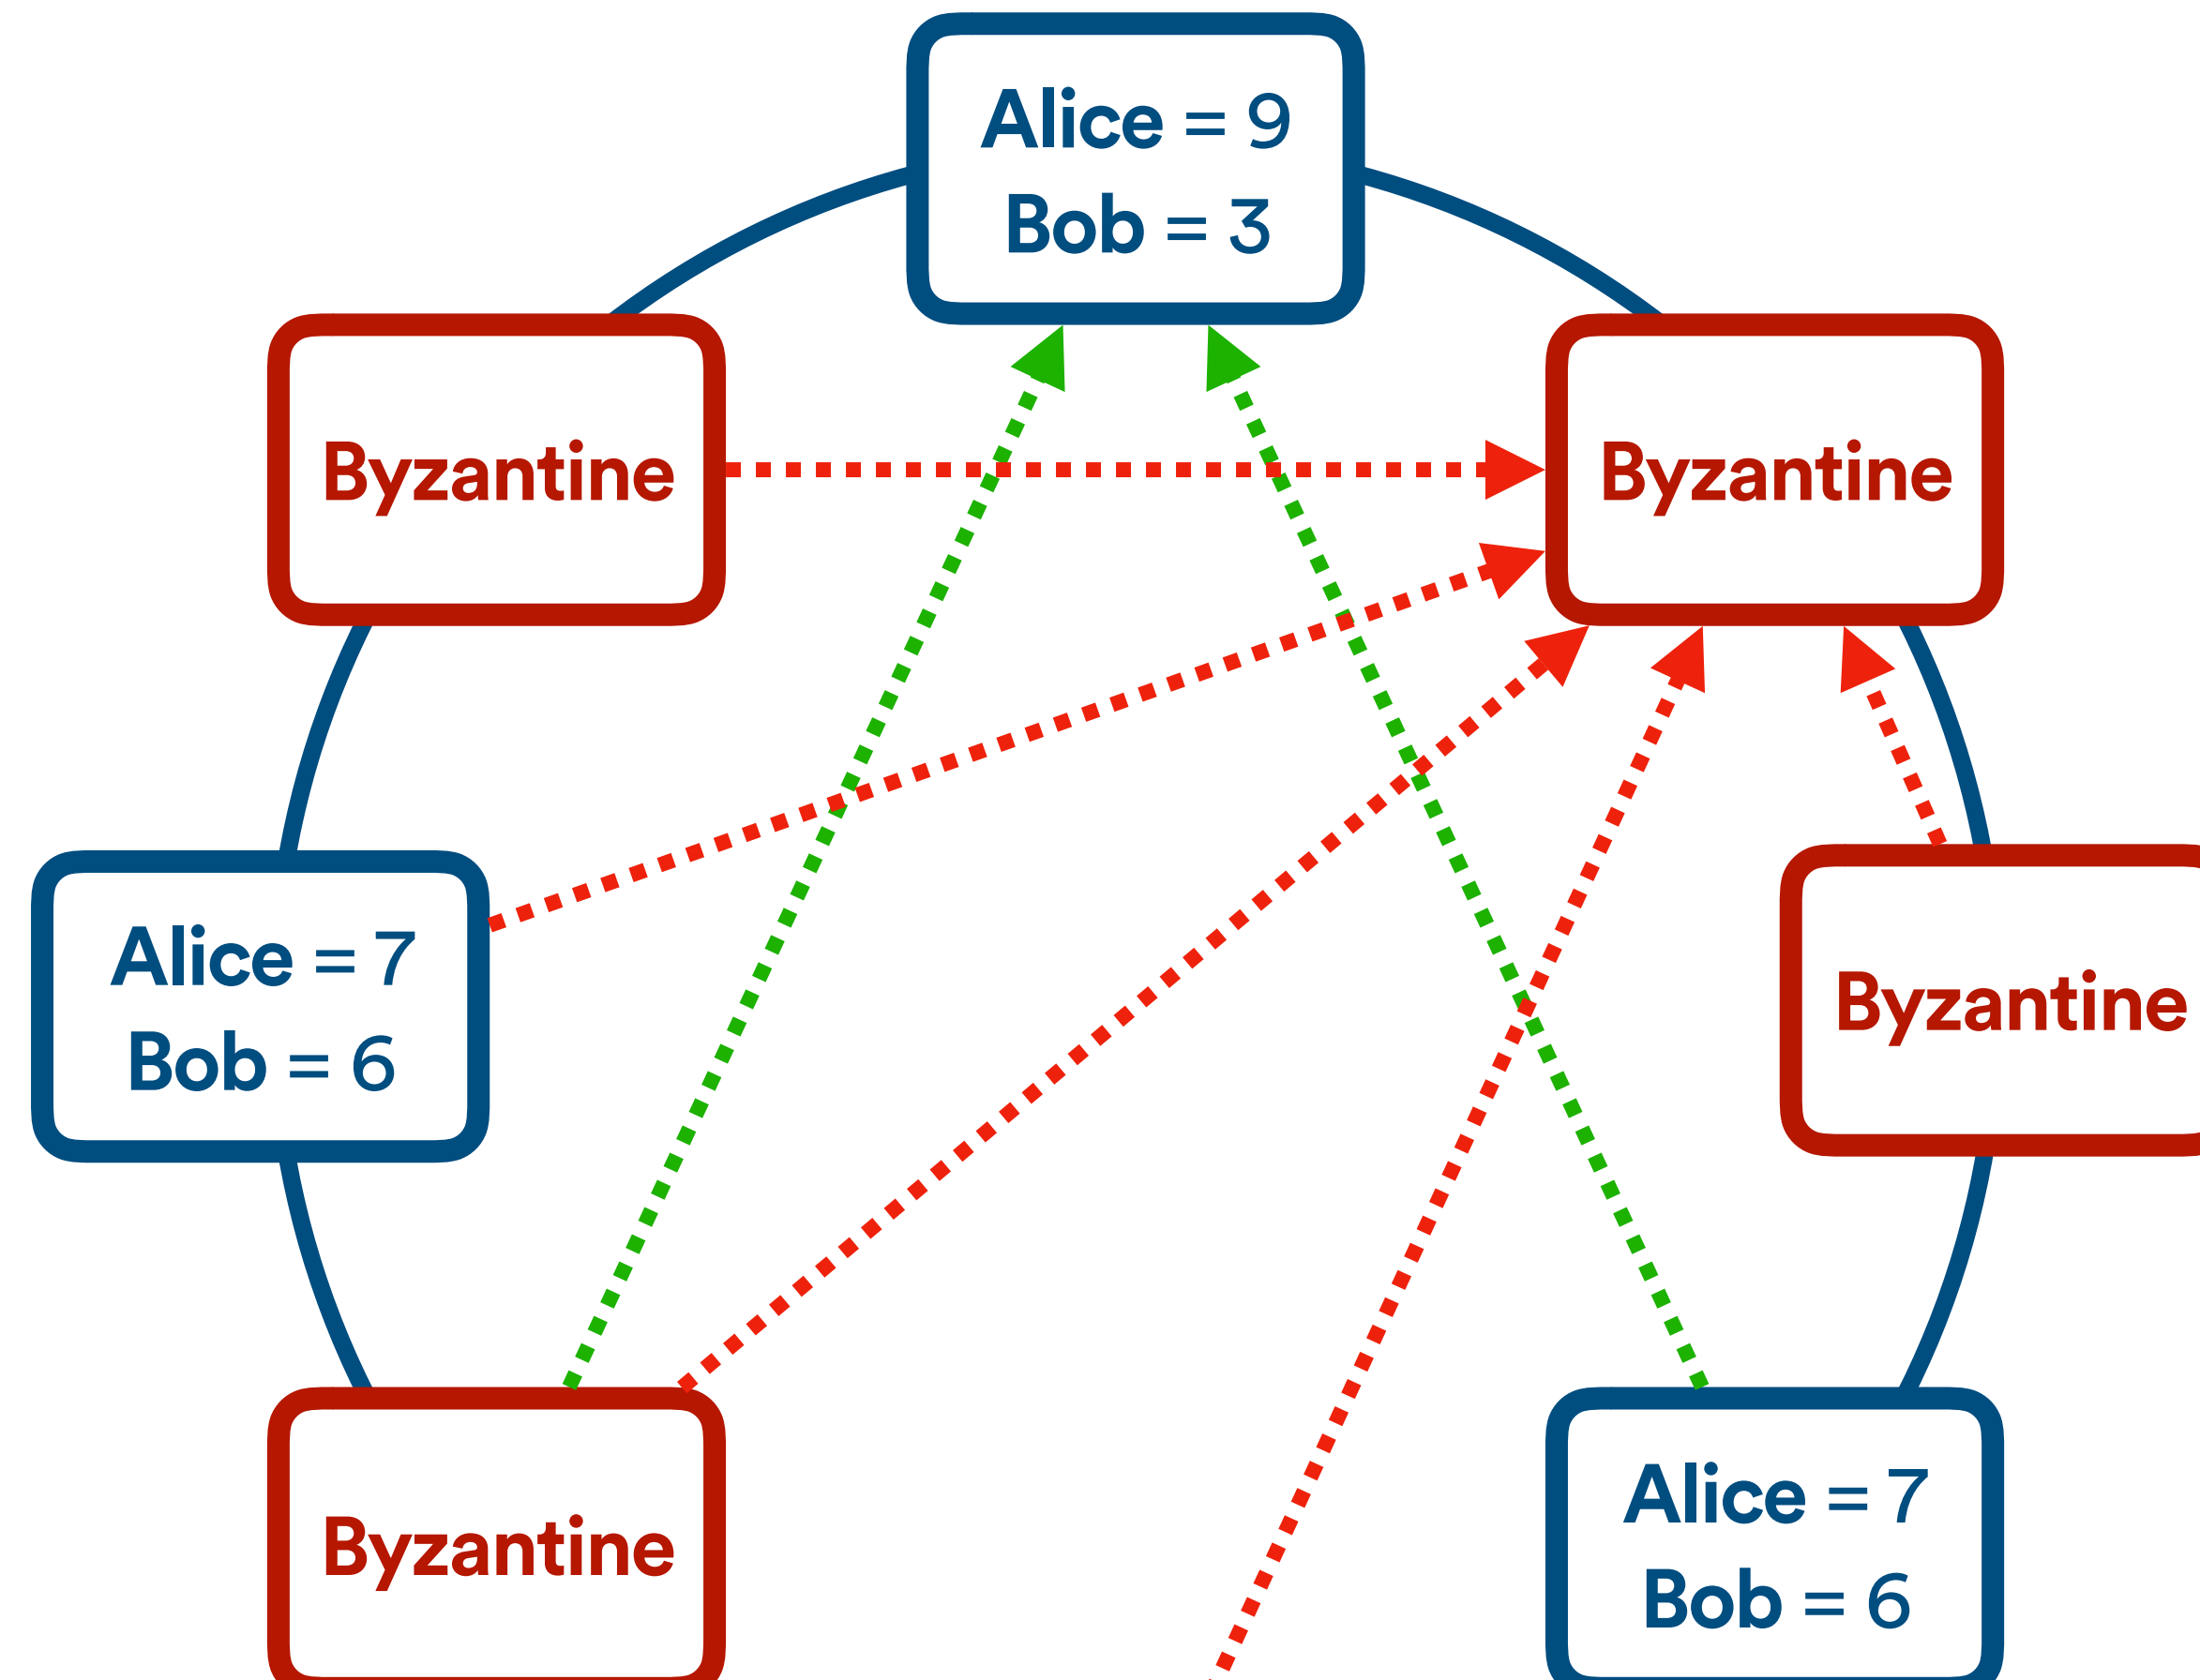 Alice = 9
Bob = 3
Byzantine
Byzantine
Alice = 7
Bob = 6
Byzantine
Byzantine
Alice = 7
Bob = 6